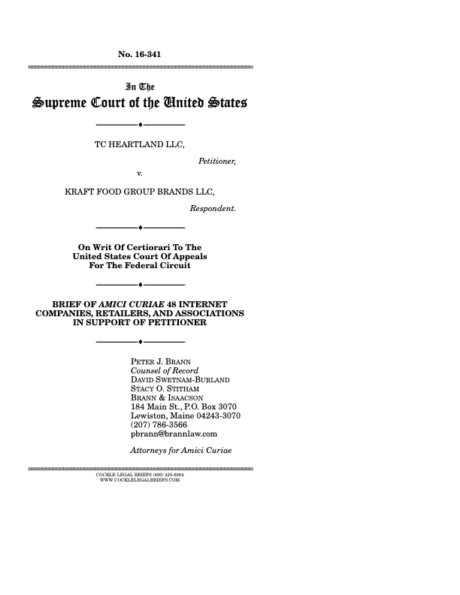 No. 16-341
In The
Supreme Court of the United States
TC HEARTLAND LLC,
Petitioner,
v.
KRAFT FOOD GROUP BRANDS LLC,
Respondent.
On Writ Of Certiorari To The
United States Court Of Appeals
For The Federal Circuit
BRIEF OF AMICI CURIAE 48 INTERNET
COMPANIES, RETAILERS, AND ASSOCIATIONS
IN SUPPORT OF PETITIONER
PETER J. BRANN
Counsel of Record
DAVID SWETNAM-BURLAND
STACY O. STITHAM
BRANN & ISAACSON
184 Main St., P.O. Box 3070
Lewiston, Maine 04243-3070
(207) 786-3566
pbrann@brannlaw.com
Attorneys for Amici Curiae
COCKLE LEGAL BRIEFS (800) 225-6964
WWW.COCKLELEGALBRIEFS.COM